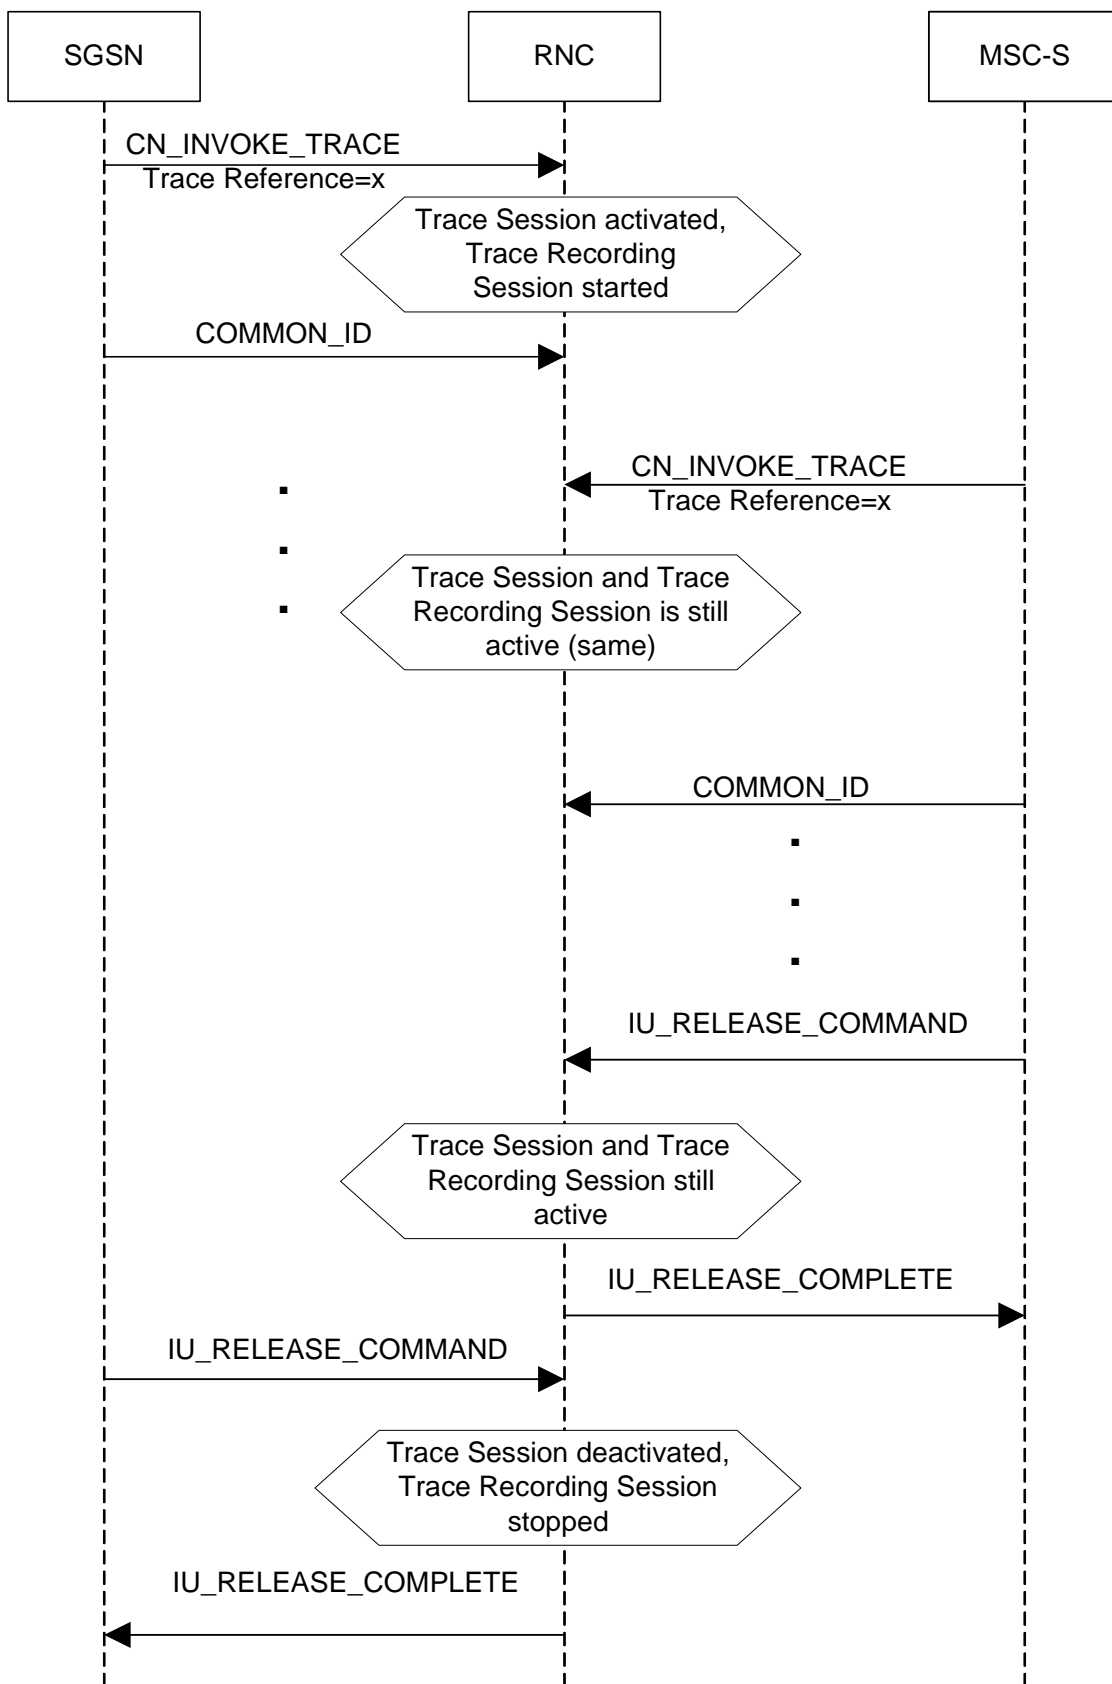 SGSN
RNC
MSC-S
CN_INVOKE_TRACE
Trace Reference=x
Trace Session activated,
Trace Recording
Session started
COMMON_ID
CN_INVOKE_TRACE
Trace Reference=x
Trace Session and Trace
Recording Session is still
active (same)
COMMON_ID
IU_RELEASE_COMMAND
Trace Session and Trace
Recording Session still
active
IU_RELEASE_COMPLETE
IU_RELEASE_COMMAND
Trace Session deactivated,
Trace Recording Session
stopped
IU_RELEASE_COMPLETE